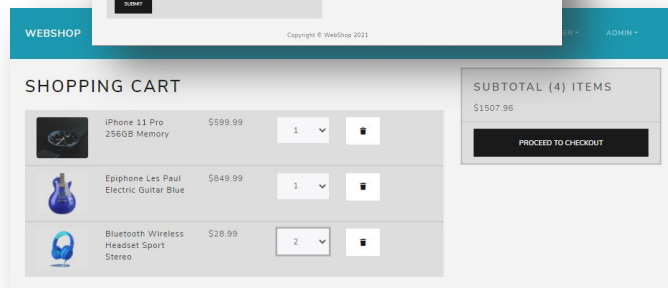 SUBMIT
Copyright © WebShop 2021
WEBSHOP
ER
ADMIN
SHOPPING CART
iPhone 11 Pro
256GB Memory
$599.99
1
Epiphone Les Paul
Electric Guitar Blue
$849.99
1
Bluetooth Wireless
Headset Sport
Stereo
$28.99
2
SUBTOTAL (4) ITEMS
$1507.96
PROCEED TO CHECKOUT